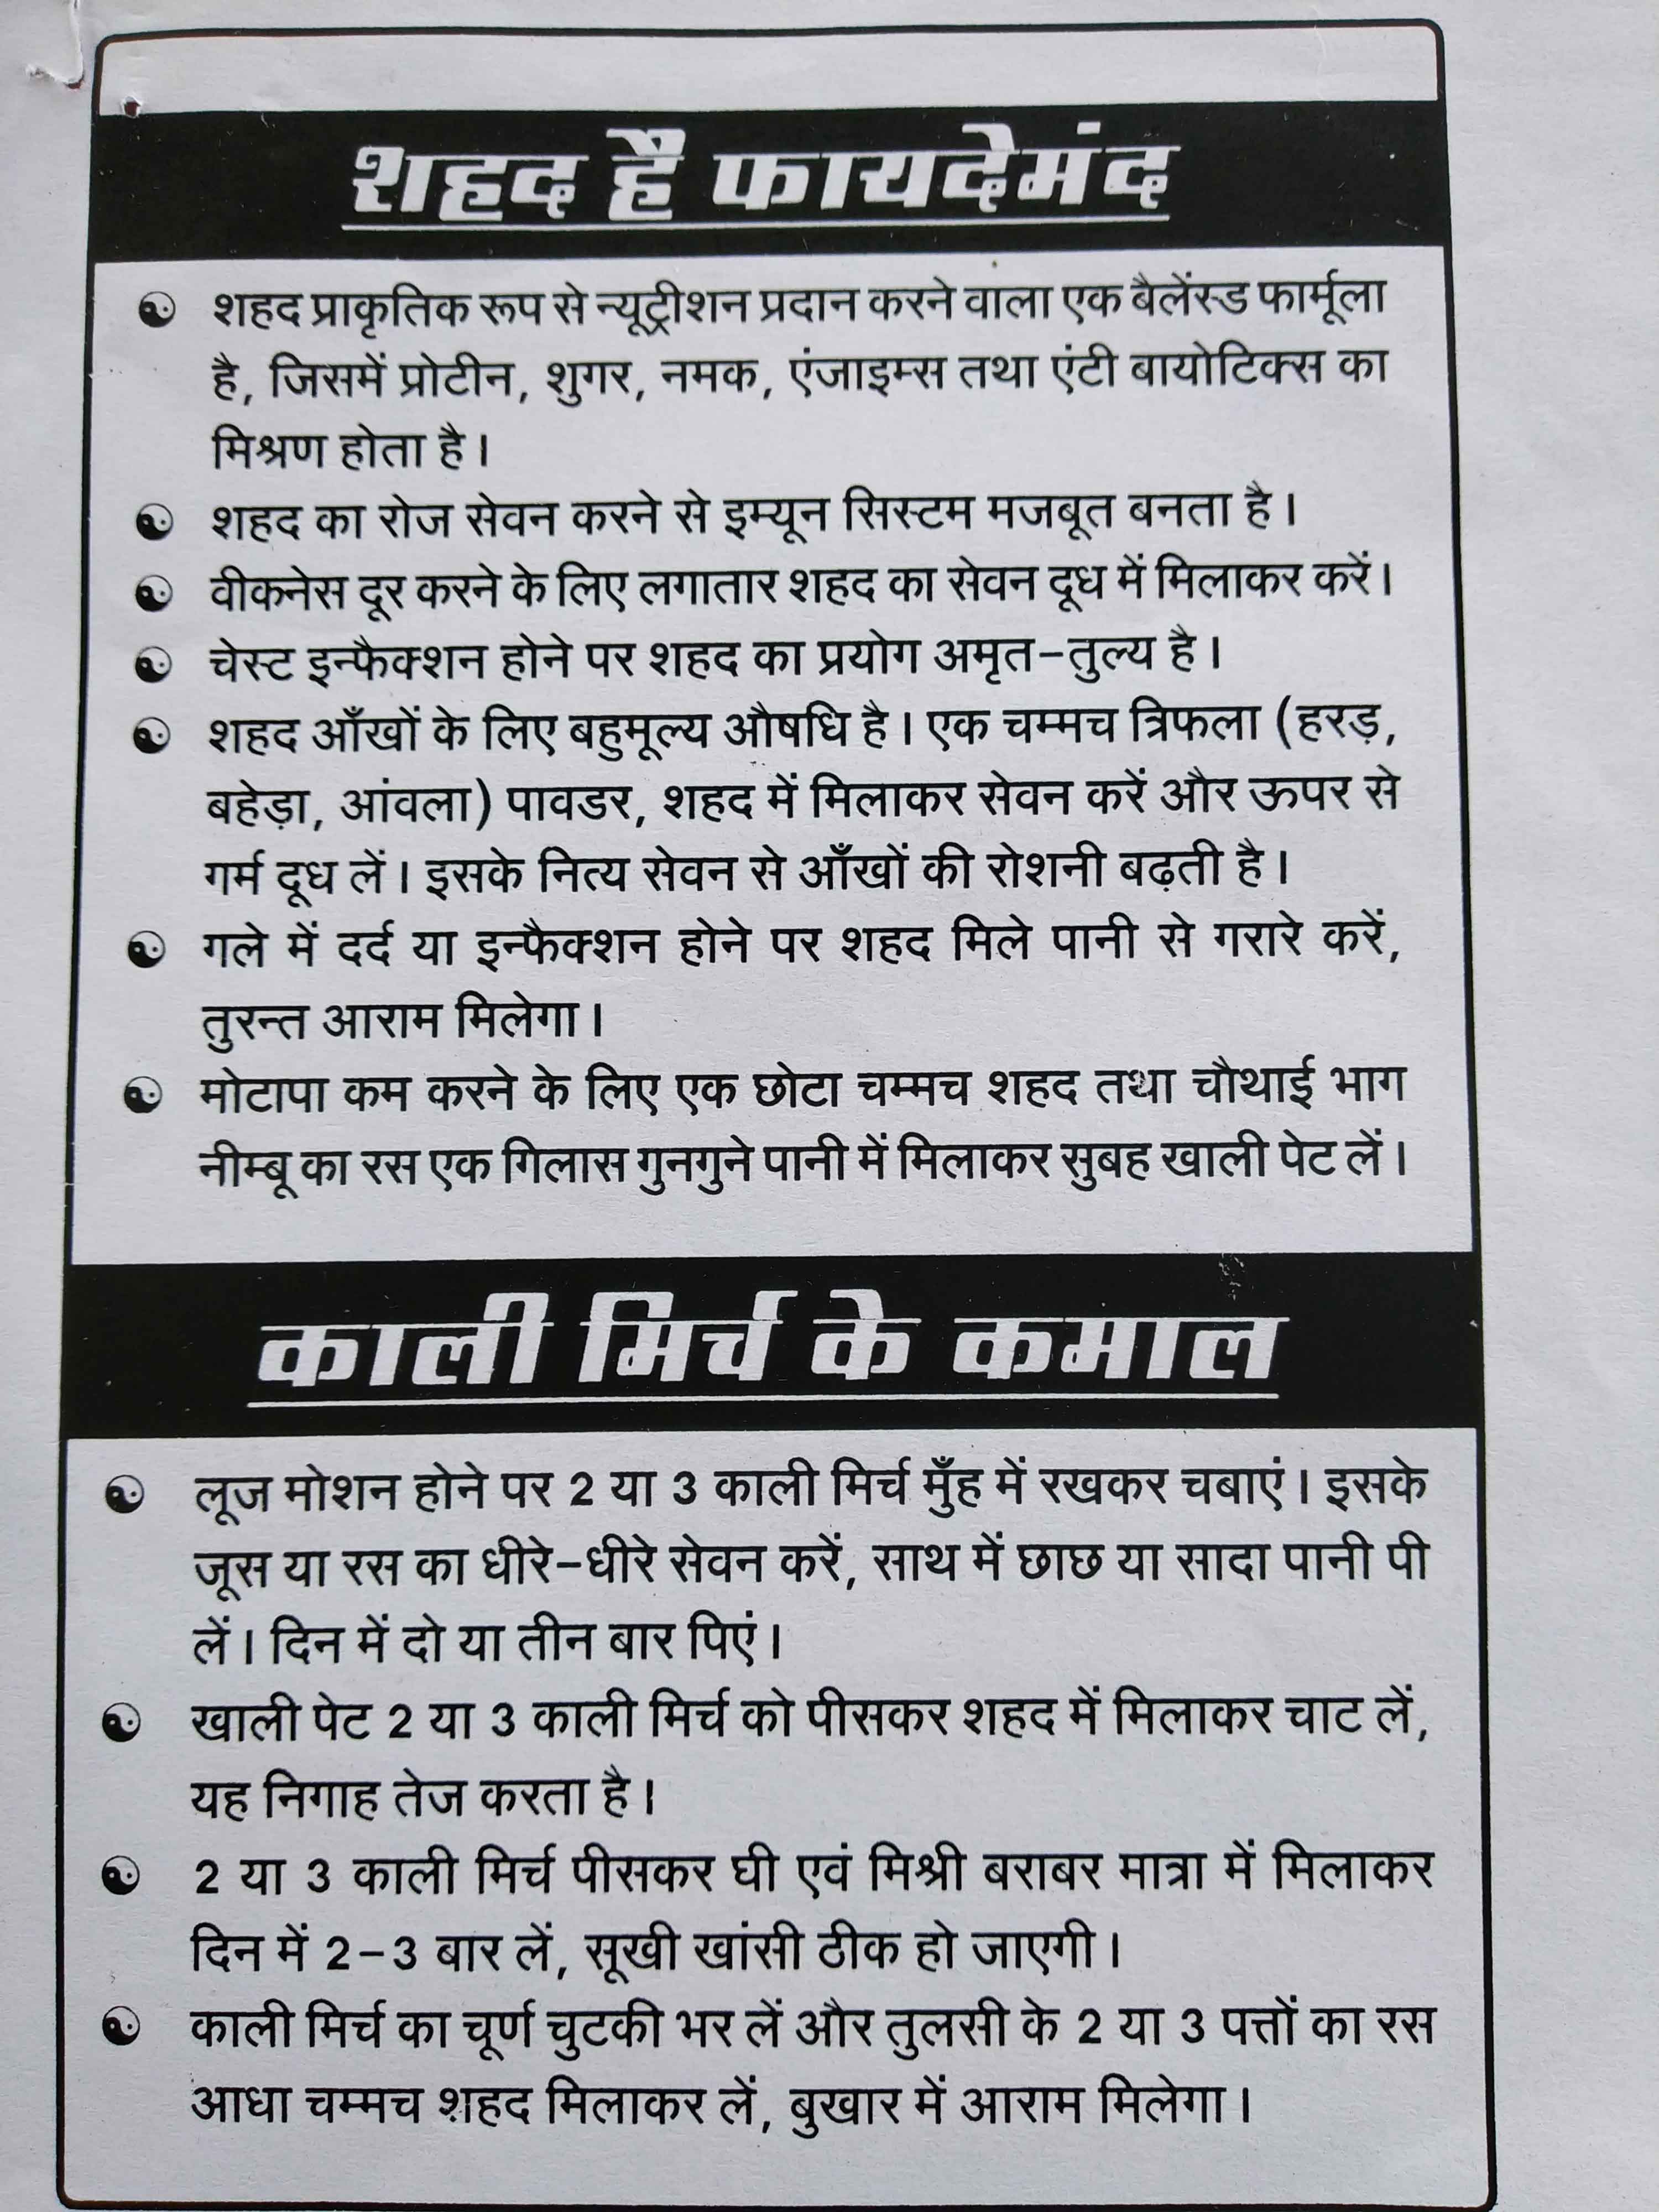 शहद है फायदेमंद
शहद प्राकृतिक रूप से न्यूट्रीशन प्रदान करने वाला एक बैलेंस्ड फार्मूला
है, जिसमें प्रोटीन, शुगर, नमक, एंजाइम्स तथा एंटी बायोटिक्स का
मिश्रण होता है।
शहद का रोज सेवन करने से इम्यून सिस्टम मजबूत बनता है।
वीकनेस दूर करने के लिए लगातार शहद का सेवन दूध में मिलाकर करें।
चेस्ट इन्फैक्शन होने पर शहद का प्रयोग अमृत-तुल्य है।
शहद आँखों के लिए बहुमूल्य औषधि है। एक चम्मच त्रिफला (हरड़,
बहेड़ा, आंवला) पावडर, शहद में मिलाकर सेवन करें और ऊपर से
गर्म दूध लें। इसके नित्य सेवन से आँखों की रोशनी बढ़ती है।
गले में दर्द या इन्फैक्शन होने पर शहद मिले पानी से गरारे करें,
तुरन्त आराम मिलेगा।
मोटापा कम करने के लिए एक छोटा चम्मच शहद तथा चौथाई भाग
नीम्बू का रस एक गिलास गुनगुने पानी में मिलाकर सुबह खाली पेट लें।
काली मिर्च के कमाल
लूज मोशन होने पर 2 या 3 काली मिर्च मुँह में रखकर चबाएं। इसके
जूस या रस का धीरे-धीरे सेवन करें, साथ में छाछ या सादा पानी पी
लें। दिन में दो या तीन बार पिएं।
खाली पेट 2 या 3 काली मिर्च को पीसकर शहद में मिलाकर चाट लें,
यह निगाह तेज करता है।
2 या 3 काली मिर्च पीसकर घी एवं मिश्री बराबर मात्रा में मिलाकर
दिन में 2-3 बार लें, सूखी खांसी ठीक हो जाएगी।
काली मिर्च का चूर्ण चुटकी भर लें और तुलसी के 2 या 3 पत्तों का रस
आधा चम्मच शहद मिलाकर लें, बुखार में आराम मिलेगा।